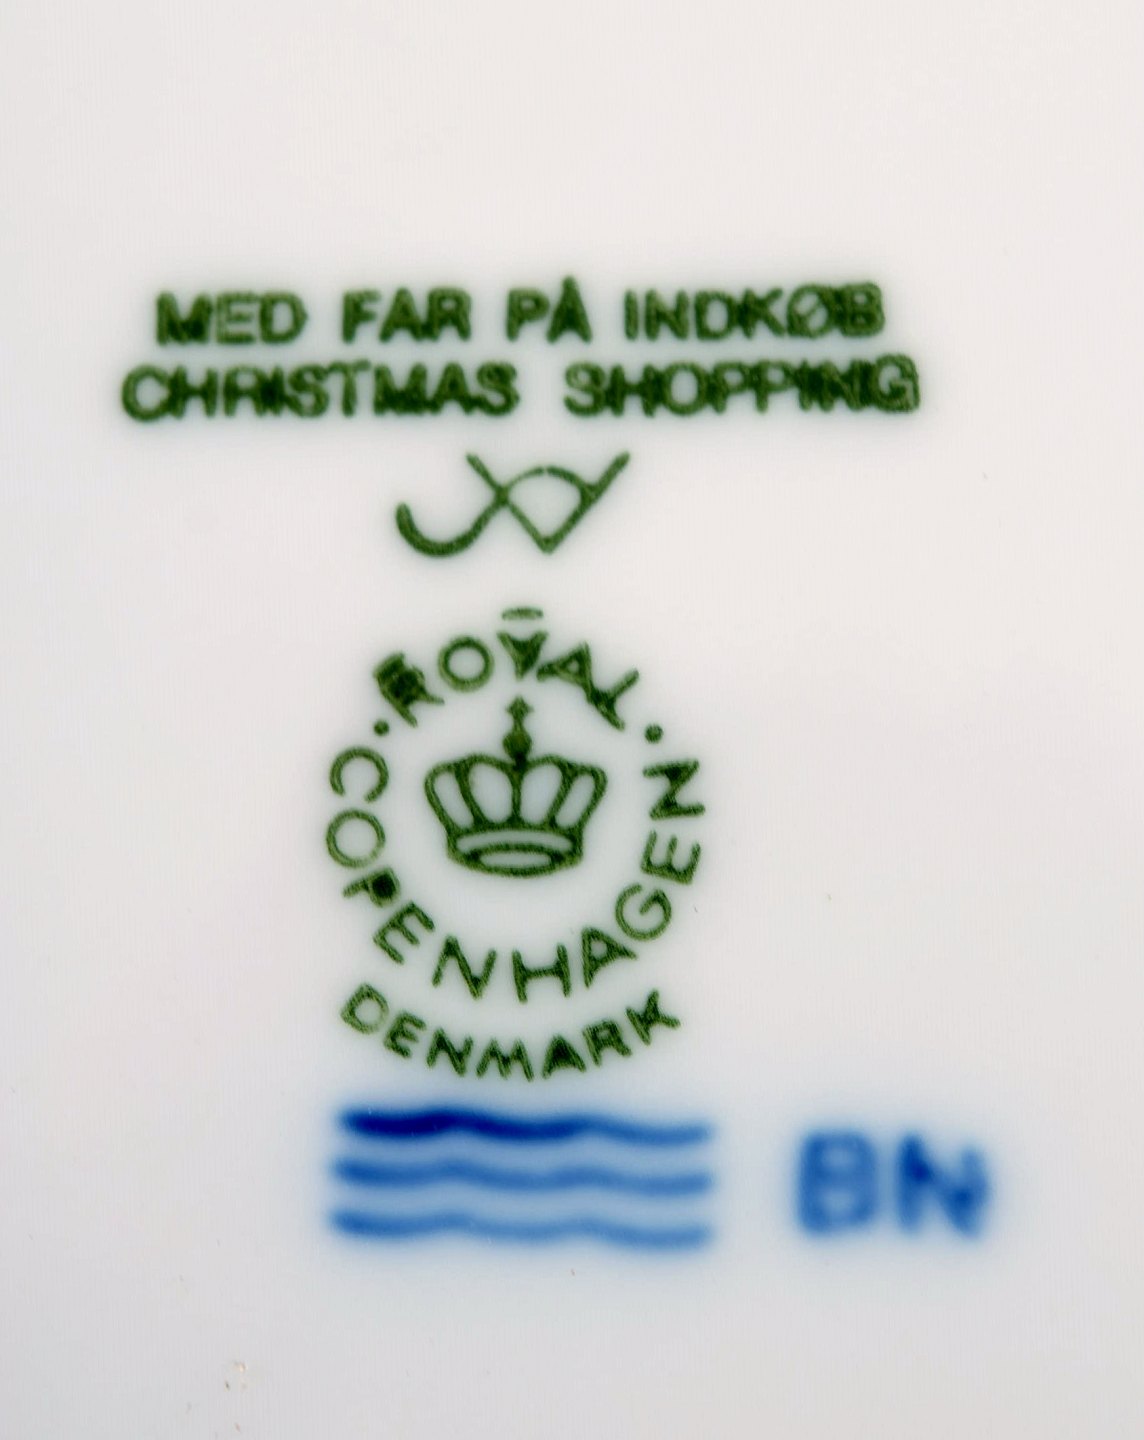 MED FAR PÅ INDKØB
CHRISTMAS SHOPPING
ROYAL
COPENHAGEN
DENMARK
BN